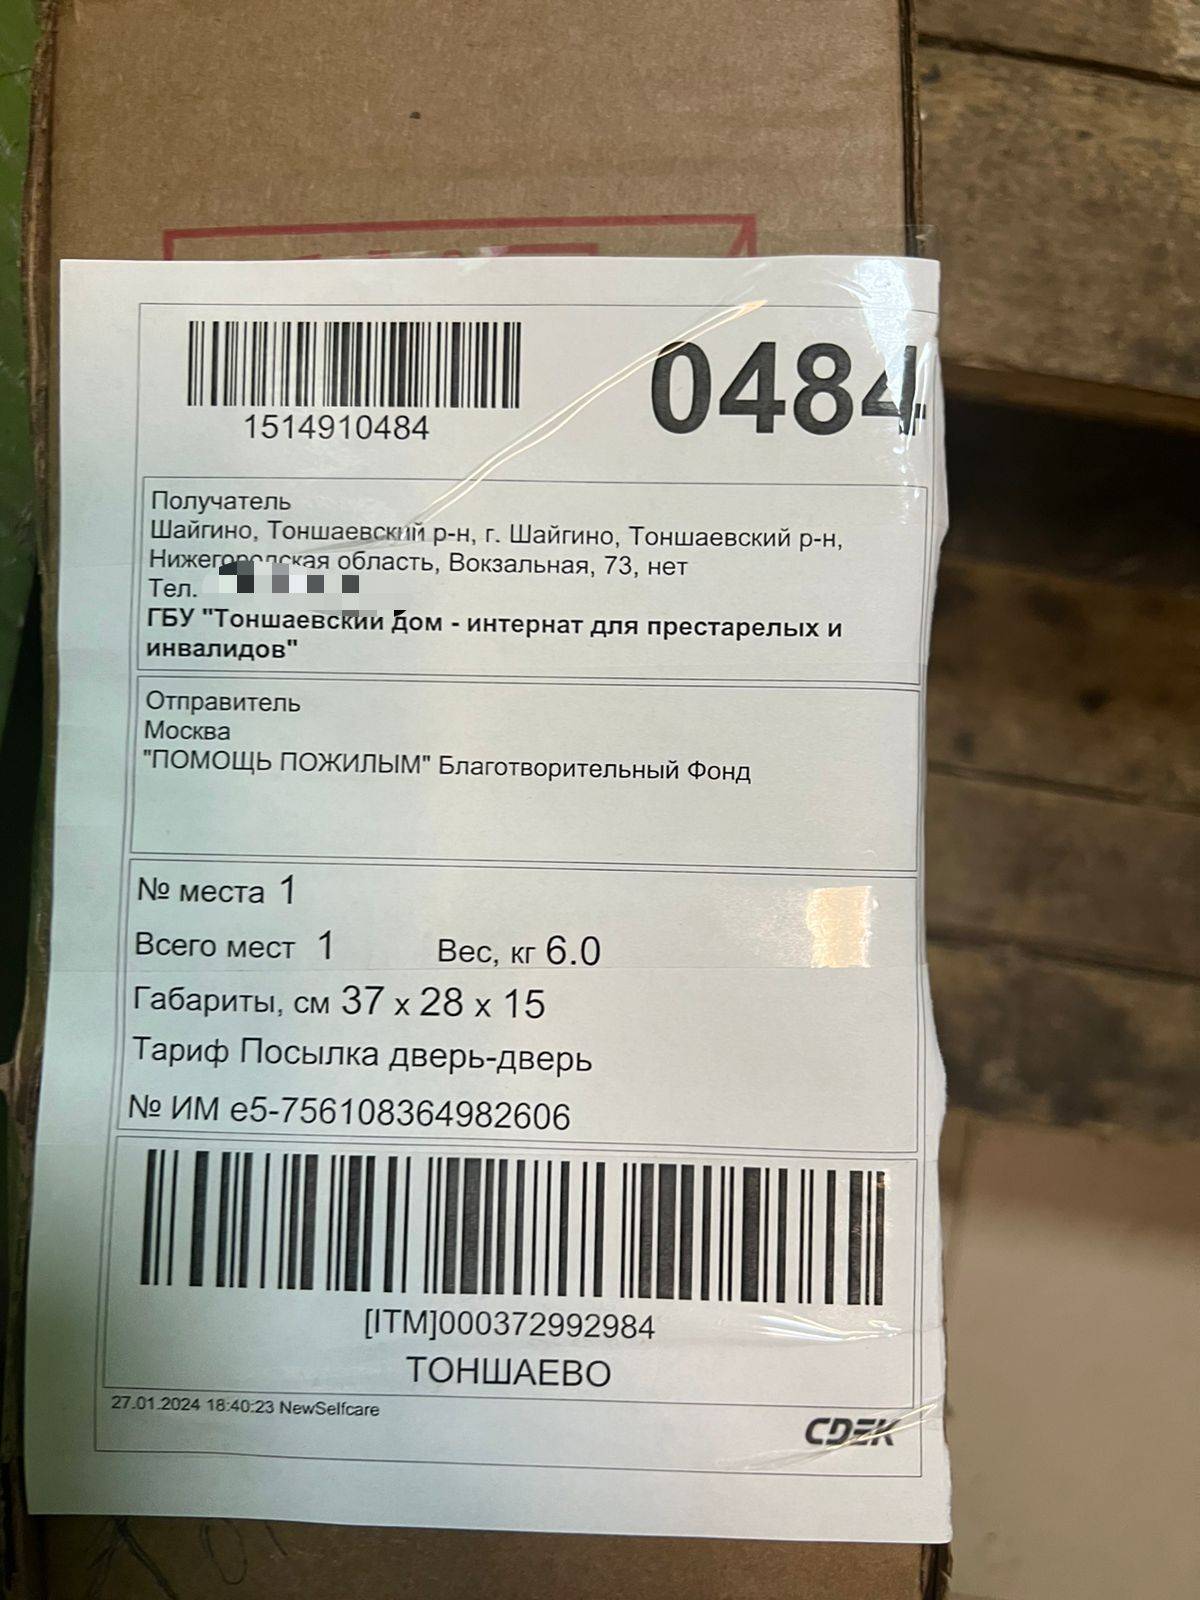 1514910484
0484
Получатель
Шайгино, Тоншаевский р-н, г. Шайгино, Тоншаевский р-н,
Нижегородская область, Вокзальная, 73, нет
Тел.
ГБУ "Тоншаевский дом - интернат для престарелых и
инвалидов"
Отправитель
Москва
"ПОМОЩЬ ПОЖИЛЫМ" Благотворительный Фонд
№ места 1
Всего мест 1 Вес, кг 6.0
Габариты, см 37 x 28 x 15
Тариф Посылка дверь-дверь
№ ИМ e5-756108364982606
[ITM]000372992984
ТОНШАЕВО
27.01.2024 18:40:23 NewSelfcare
CDEK